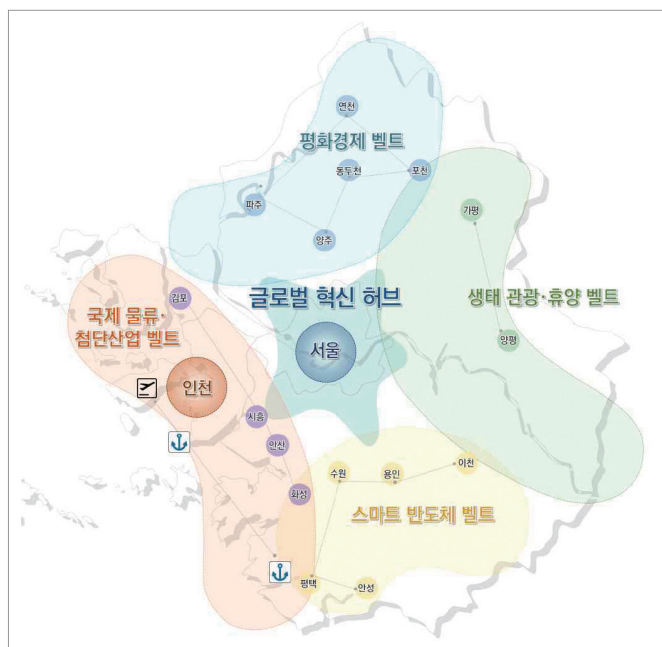 연천
평화경제 벨트
동두천
포천
파주
양주
가평
김포
글로벌 혁신 허브
생태 관광·휴양 벨트
국제 물류·
첨단산업 벨트
서울
양평
인천
시흥
안산
수원
용인
이천
화성
스마트 반도체 벨트
평택
안성